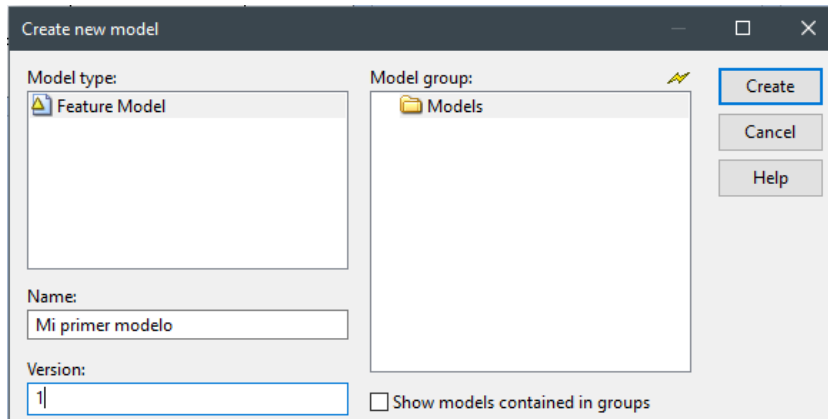 Create new model
Model type:
Feature Model
Name:
Mi primer modelo
Version:
1
Model group:
Models
Show models contained in groups
Create
Cancel
Help